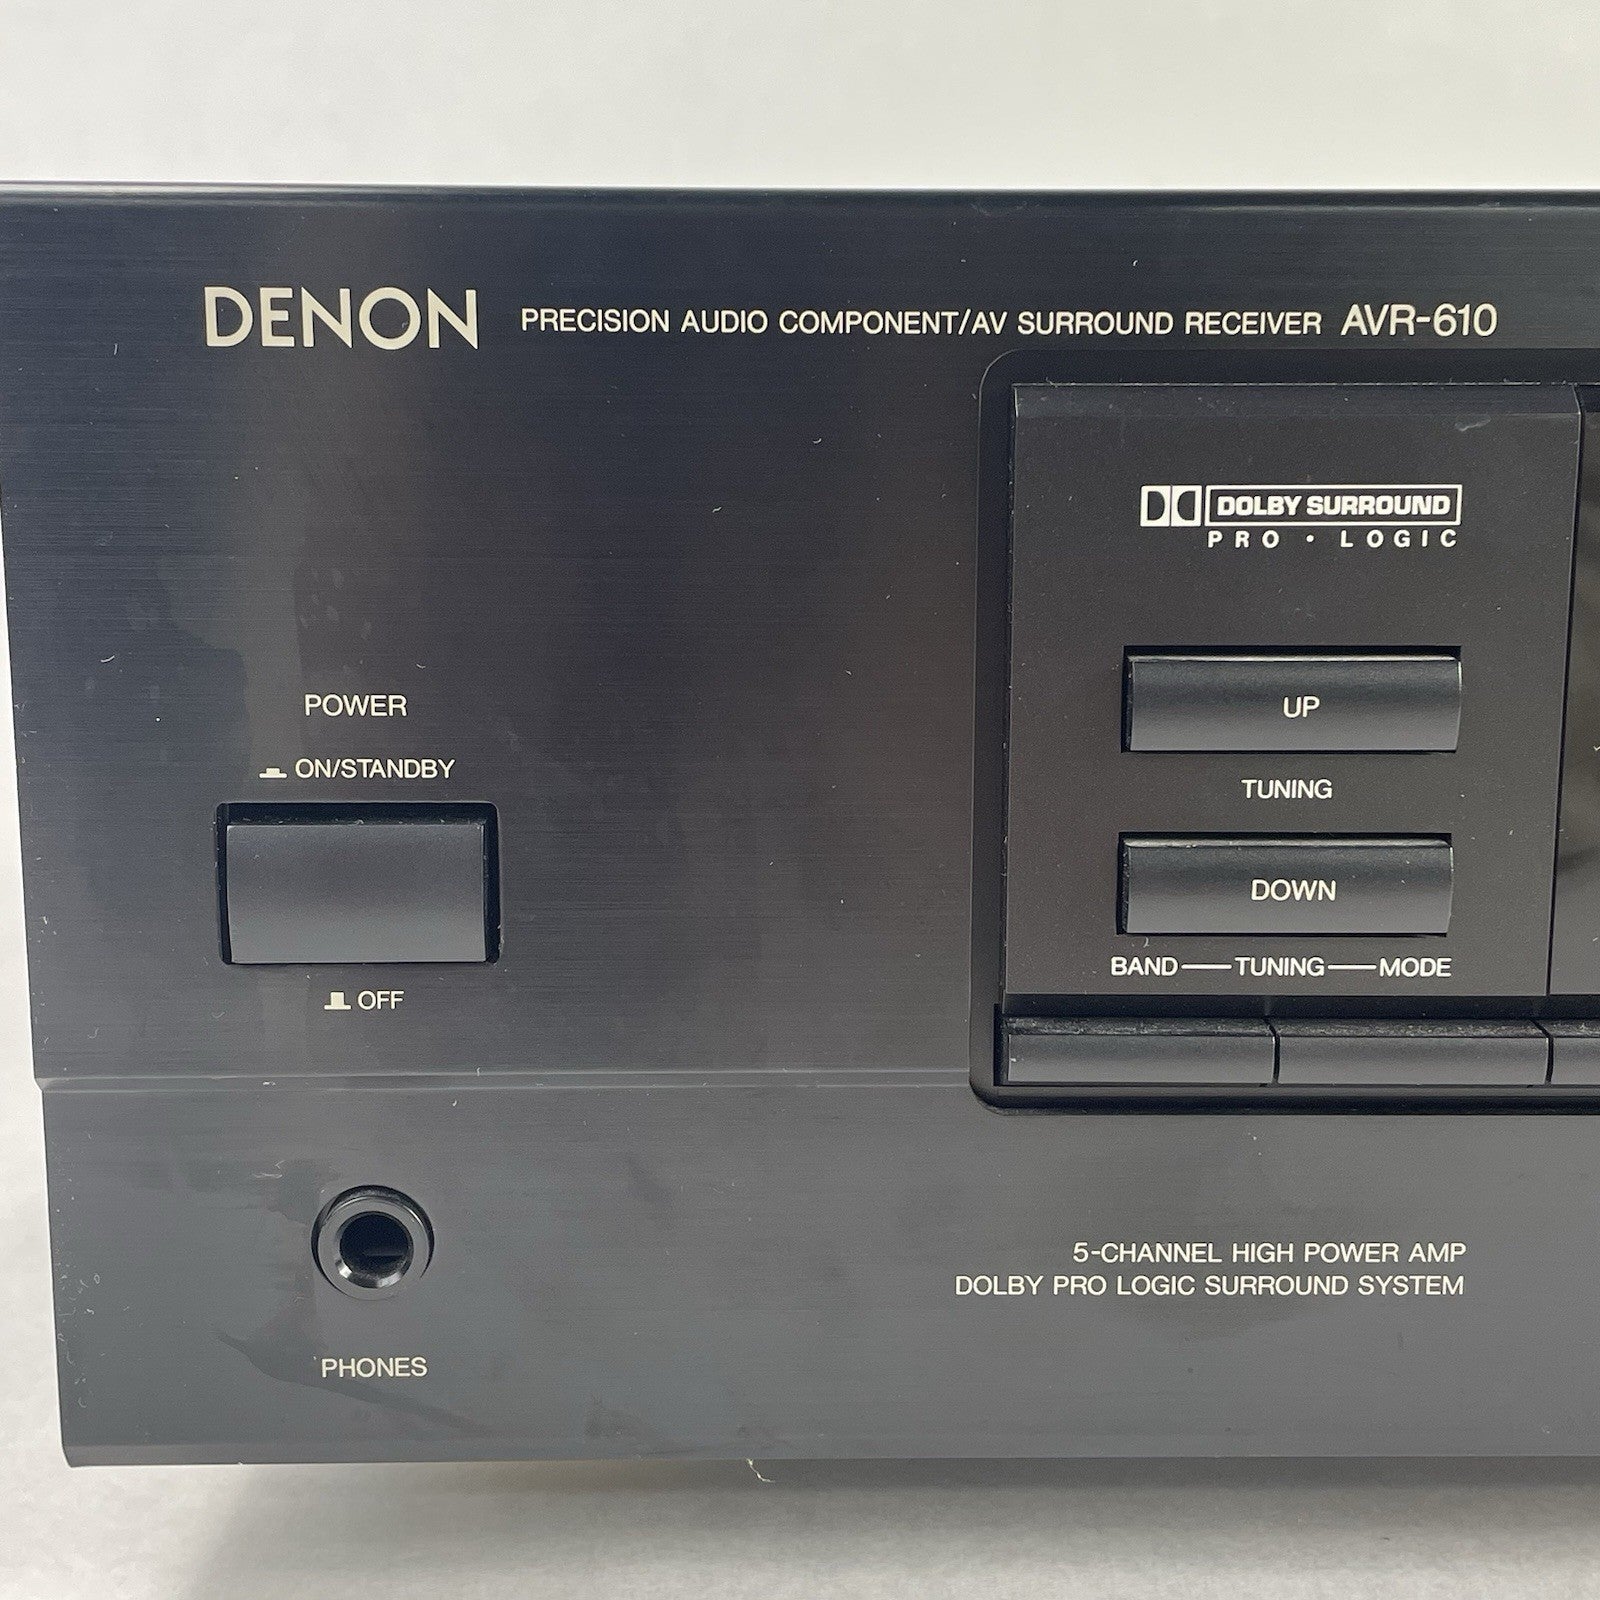 DENON PRECISION AUDIO COMPONENT/AV SURROUND RECEIVER AVR-610
DOLBY SURROUND
PRO • LOGIC
POWER
ON/STANDBY
OFF
UP
TUNING
DOWN
BAND — TUNING — MODE
PHONES
5-CHANNEL HIGH POWER AMP
DOLBY PRO LOGIC SURROUND SYSTEM